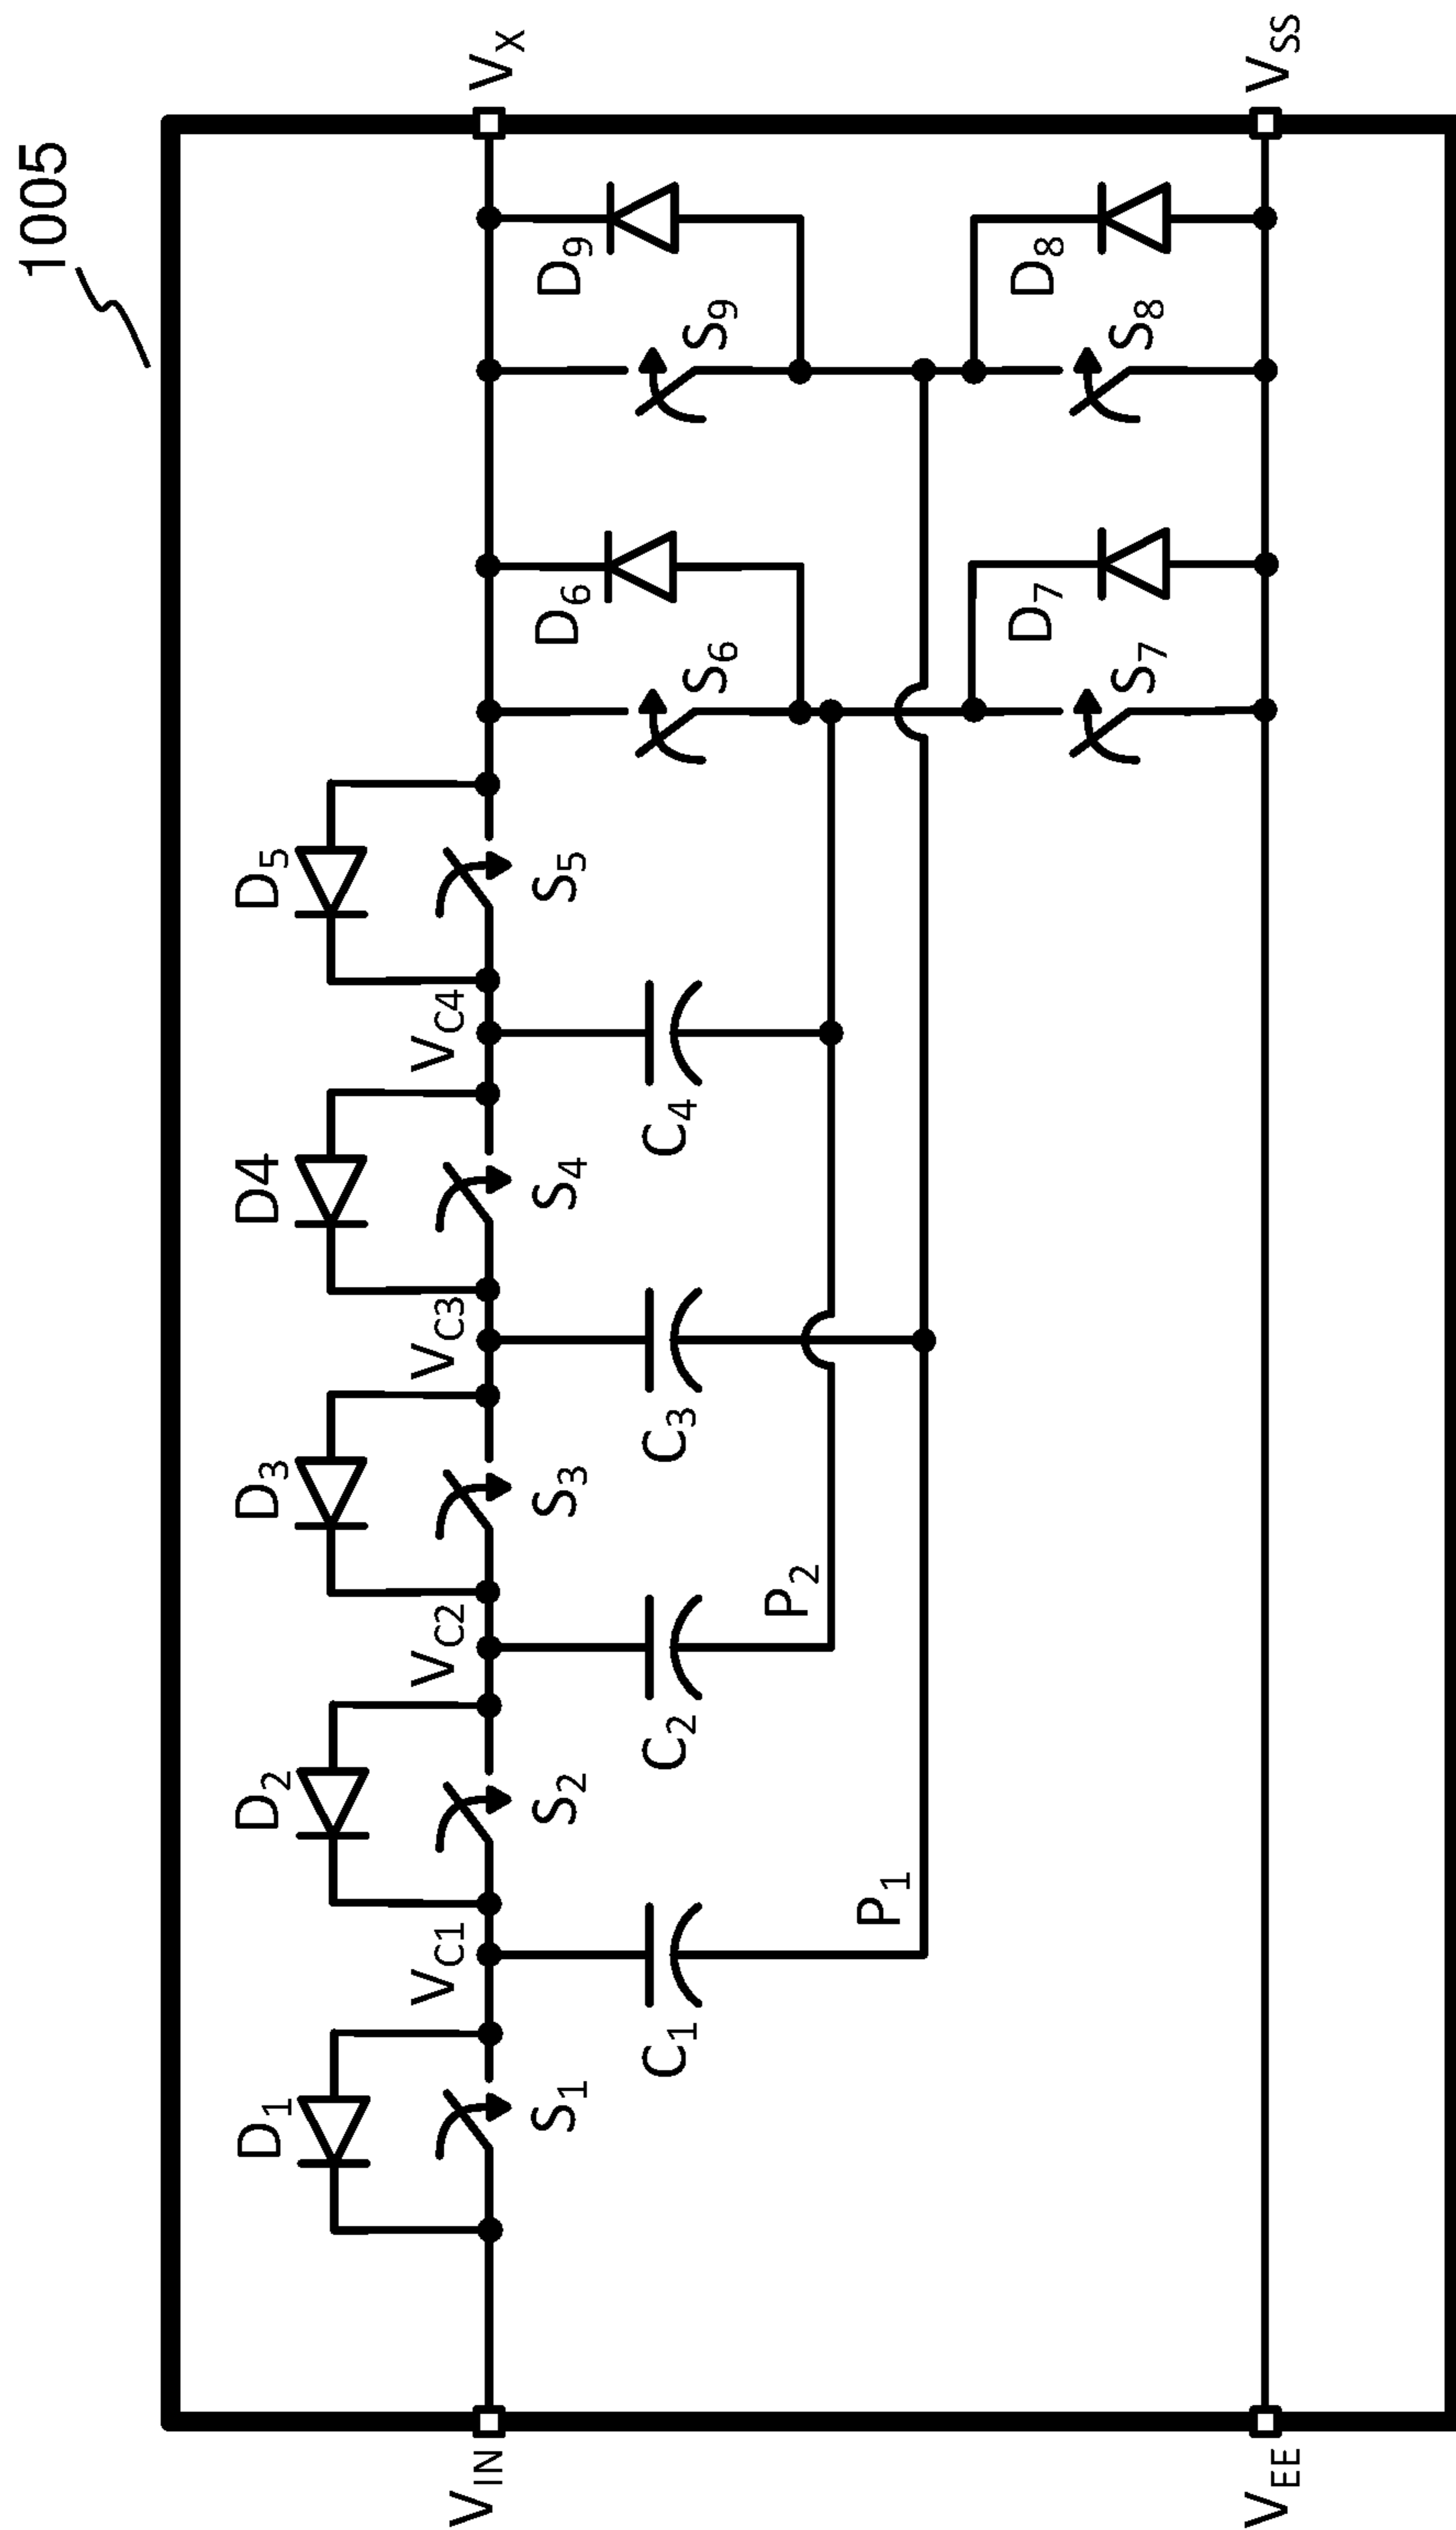 1005
D1
D2
D3
D4
D5
VIN
VC1
VC2
VC3
VC4
VX
S1
S2
S3
S4
S5
D6
D9
C1
C2
C3
C4
S6
S9
P2
P1
D7
D8
S7
S8
VEE
VSS